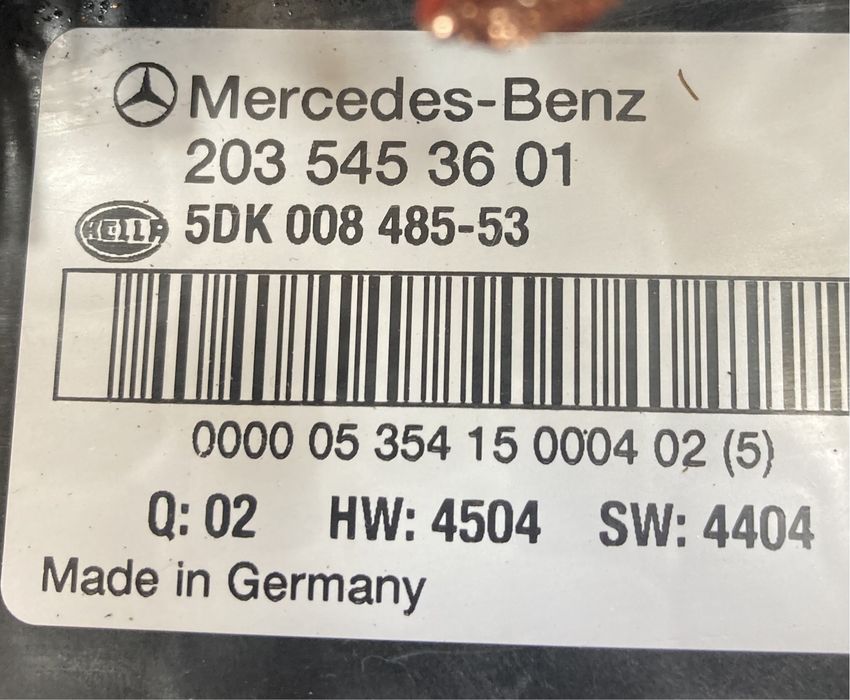 Mercedes-Benz
203 545 36 01
HELLA 5DK 008 485-53
0000 05 354 15 0004 02 (5)
Q: 02 HW: 4504 SW: 4404
Made in Germany